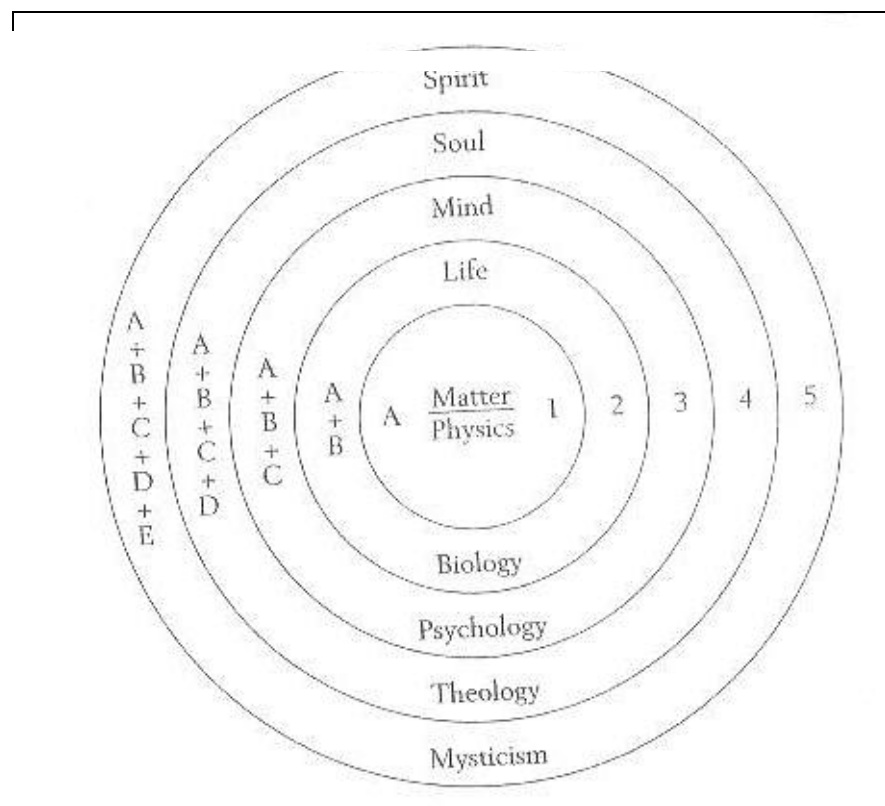 Spirit
Soul
Mind
Life
A
+
B
+
C
+
D
+
E
A
+
B
+
C
+
D
A
+
B
+
C
A
+
B
A
Matter
Physics
1
2
3
4
5
Biology
Psychology
Theology
Mysticism